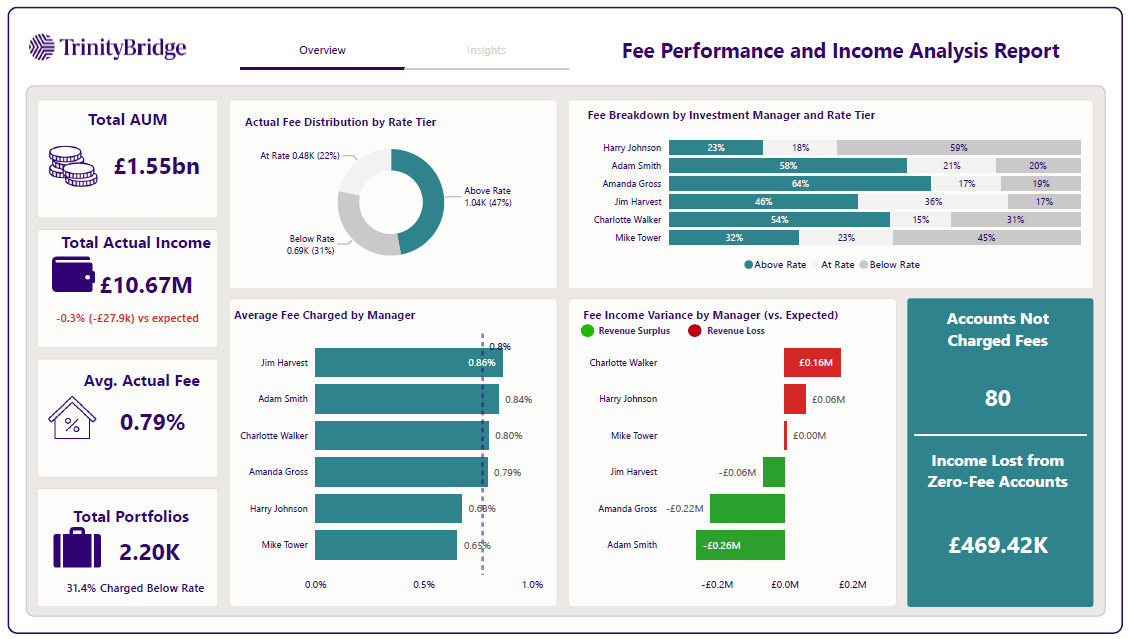 TrinityBridge
Overview
Insights
Fee Performance and Income Analysis Report
Total AUM
£1.55bn
Total Actual Income
£10.67M
-0.3% (-£27.9k) vs expected
Avg. Actual Fee
%
0.79%
Total Portfolios
2.20K
31.4% Charged Below Rate
Actual Fee Distribution by Rate Tier
At Rate 0.48K (22%)
Above Rate
1.04K (47%)
Below Rate
0.69K (31%)
Fee Breakdown by Investment Manager and Rate Tier
Harry Johnson 23% 18% 59%
Adam Smith 58% 21% 20%
Amanda Gross 64% 17% 19%
Jim Harvest 46% 36% 17%
Charlotte Walker 54% 15% 31%
Mike Tower 32% 23% 45%
Above Rate At Rate Below Rate
Average Fee Charged by Manager
0.8%
Jim Harvest 0.86%
Adam Smith 0.84%
Charlotte Walker 0.80%
Amanda Gross 0.79%
Harry Johnson 0.68%
Mike Tower 0.65%
0.0% 0.5% 1.0%
Fee Income Variance by Manager (vs. Expected)
Revenue Surplus Revenue Loss
Charlotte Walker £0.16M
Harry Johnson £0.06M
Mike Tower £0.00M
Jim Harvest -£0.06M
Amanda Gross -£0.22M
Adam Smith -£0.26M
-£0.2M £0.0M £0.2M
Accounts Not
Charged Fees
80
Income Lost from
Zero-Fee Accounts
£469.42K